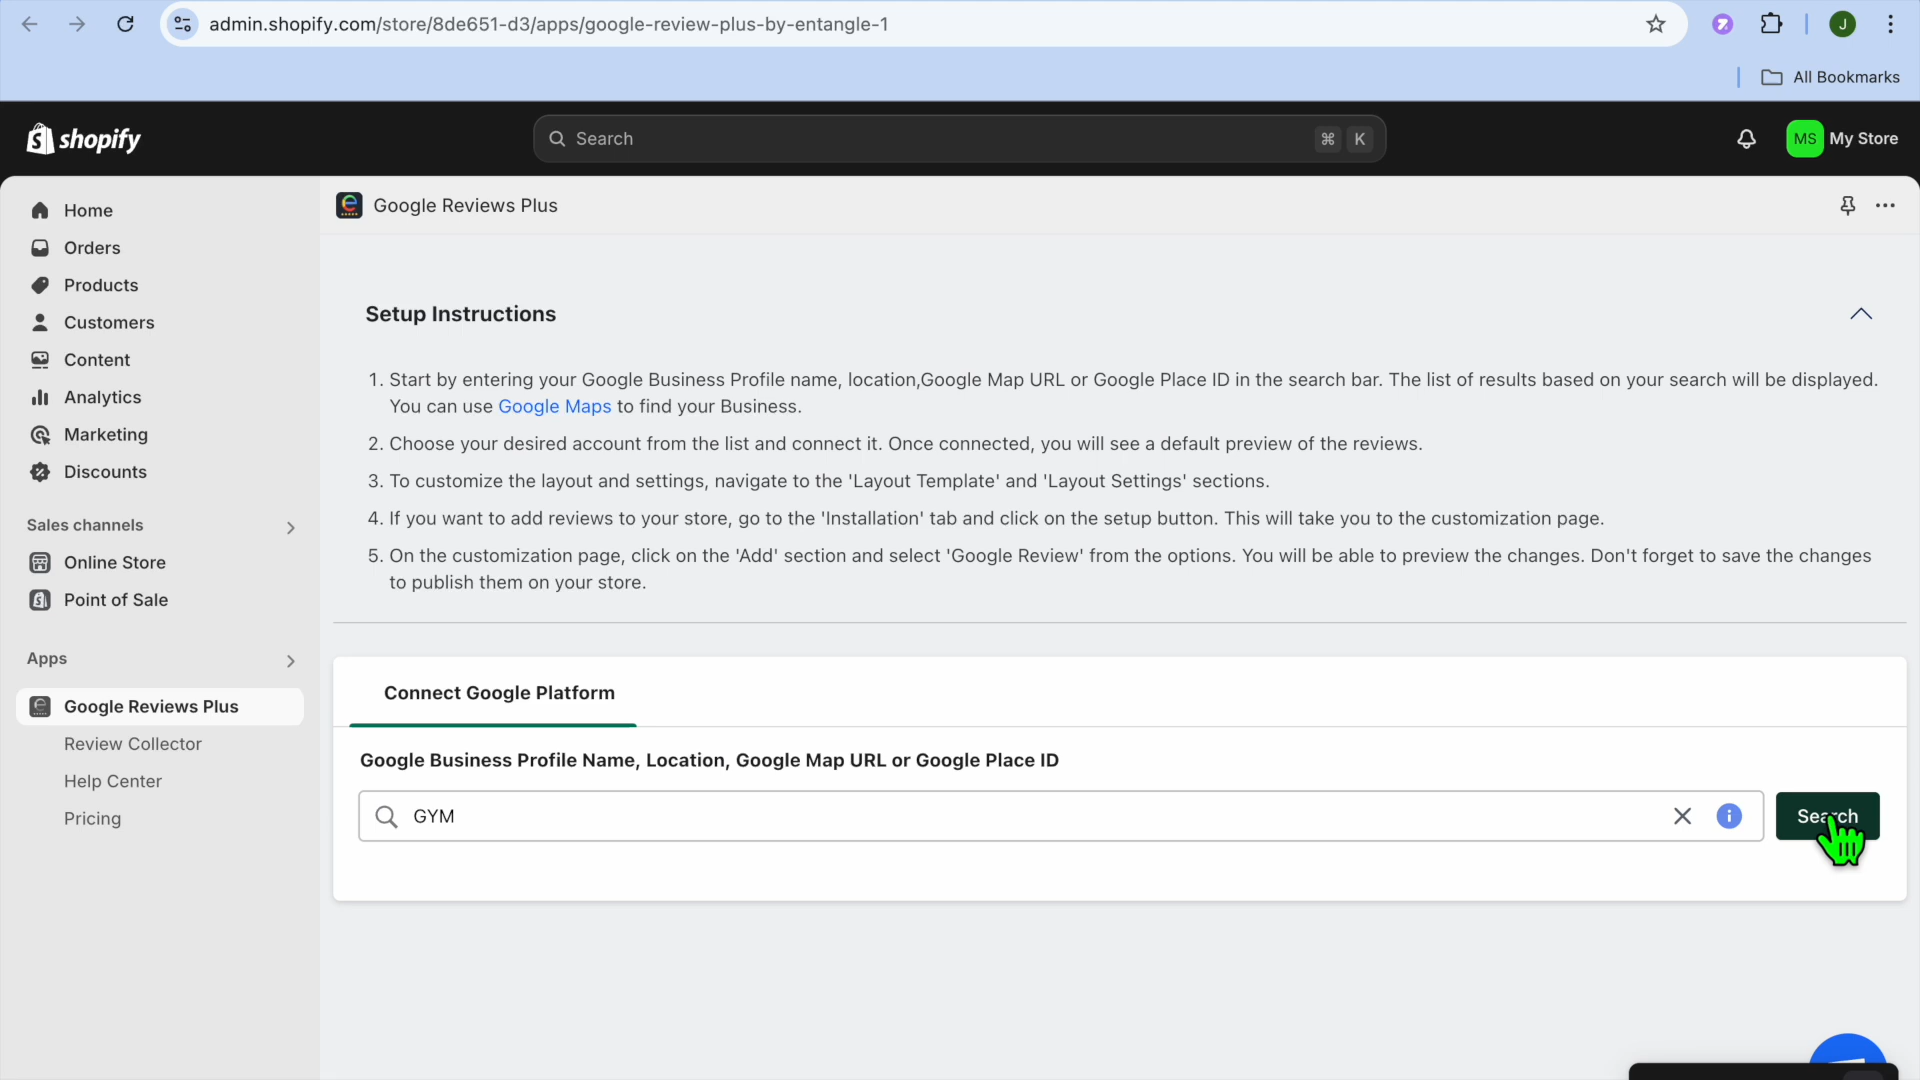 admin.shopify.com/store/8de651-d3/apps/google-review-plus-by-entangle-1
J
All Bookmarks
shopify
Search
⌘ K
MS My Store
Home
Orders
Products
Customers
Content
Analytics
Marketing
Discounts
Sales channels
Online Store
Point of Sale
Apps
Google Reviews Plus
Review Collector
Help Center
Pricing
Google Reviews Plus
Setup Instructions
1. Start by entering your Google Business Profile name, location,Google Map URL or Google Place ID in the search bar. The list of results based on your search will be displayed.
You can use Google Maps to find your Business.
2. Choose your desired account from the list and connect it. Once connected, you will see a default preview of the reviews.
3. To customize the layout and settings, navigate to the 'Layout Template' and 'Layout Settings' sections.
4. If you want to add reviews to your store, go to the 'Installation' tab and click on the setup button. This will take you to the customization page.
5. On the customization page, click on the 'Add' section and select 'Google Review' from the options. You will be able to preview the changes. Don't forget to save the changes
to publish them on your store.
Connect Google Platform
Google Business Profile Name, Location, Google Map URL or Google Place ID
GYM
Search